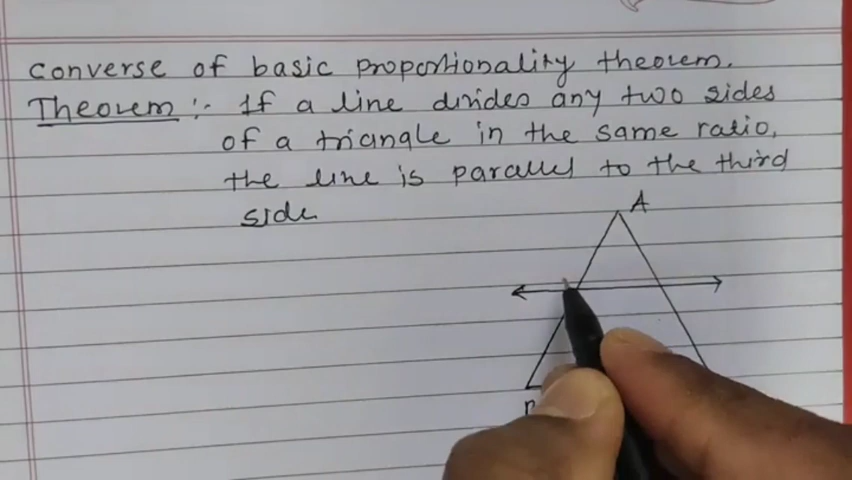 converse of basic proportionality theorem.
Theorem :- If a line divides any two sides
of a triangle in the same ratio,
the line is parallel to the third
side
A